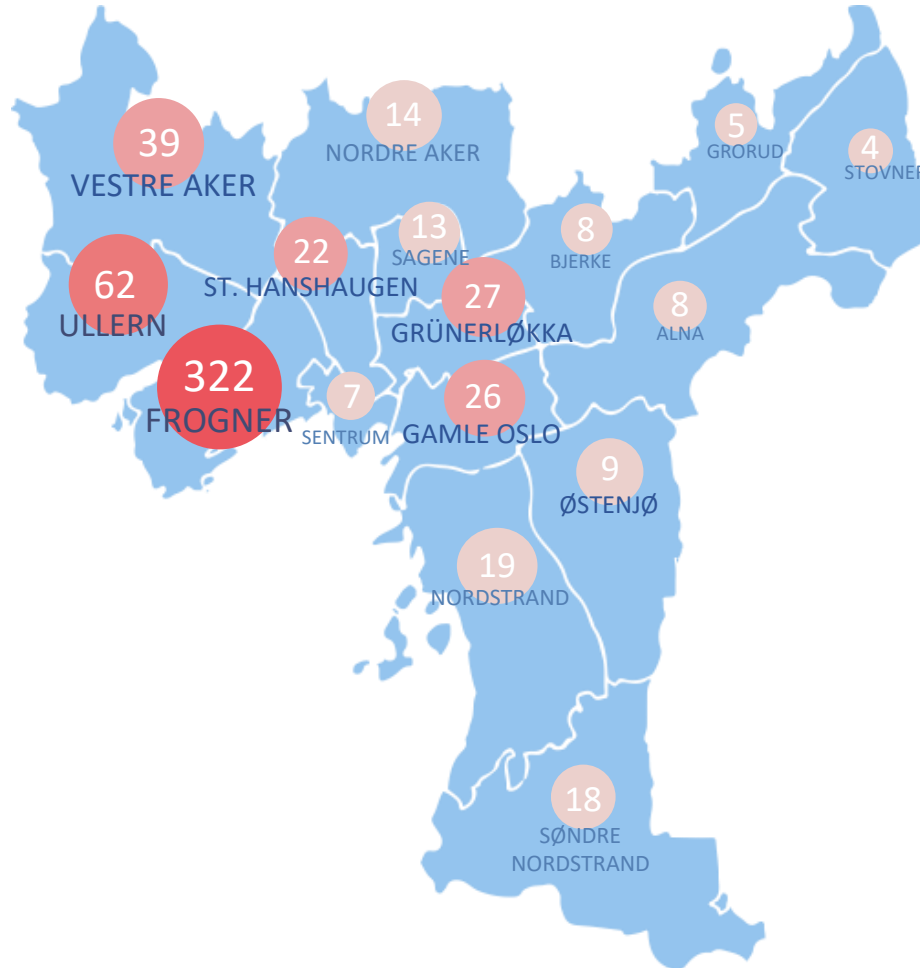 14
NORDRE AKER
5
GRORUD
39
VESTRE AKER
4
STOVNER
13
SAGENE
8
BJERKE
22
ST. HANSHAUGEN
62
ULLERN
27
GRÜNERLØKKA
8
ALNA
322
FROGNER
7
SENTRUM
26
GAMLE OSLO
9
ØSTENJØ
19
NORDSTRAND
18
SØNDRE
NORDSTRAND